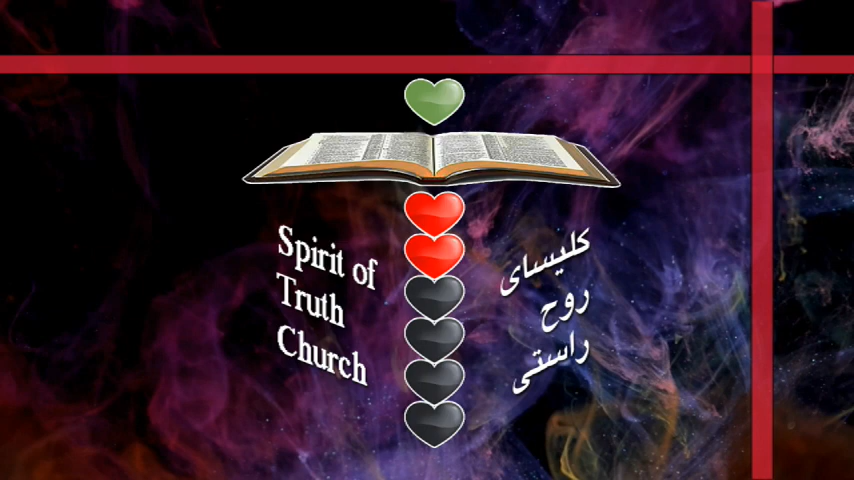 Spirit of
Truth
Church
کلیسای
روح
راستی